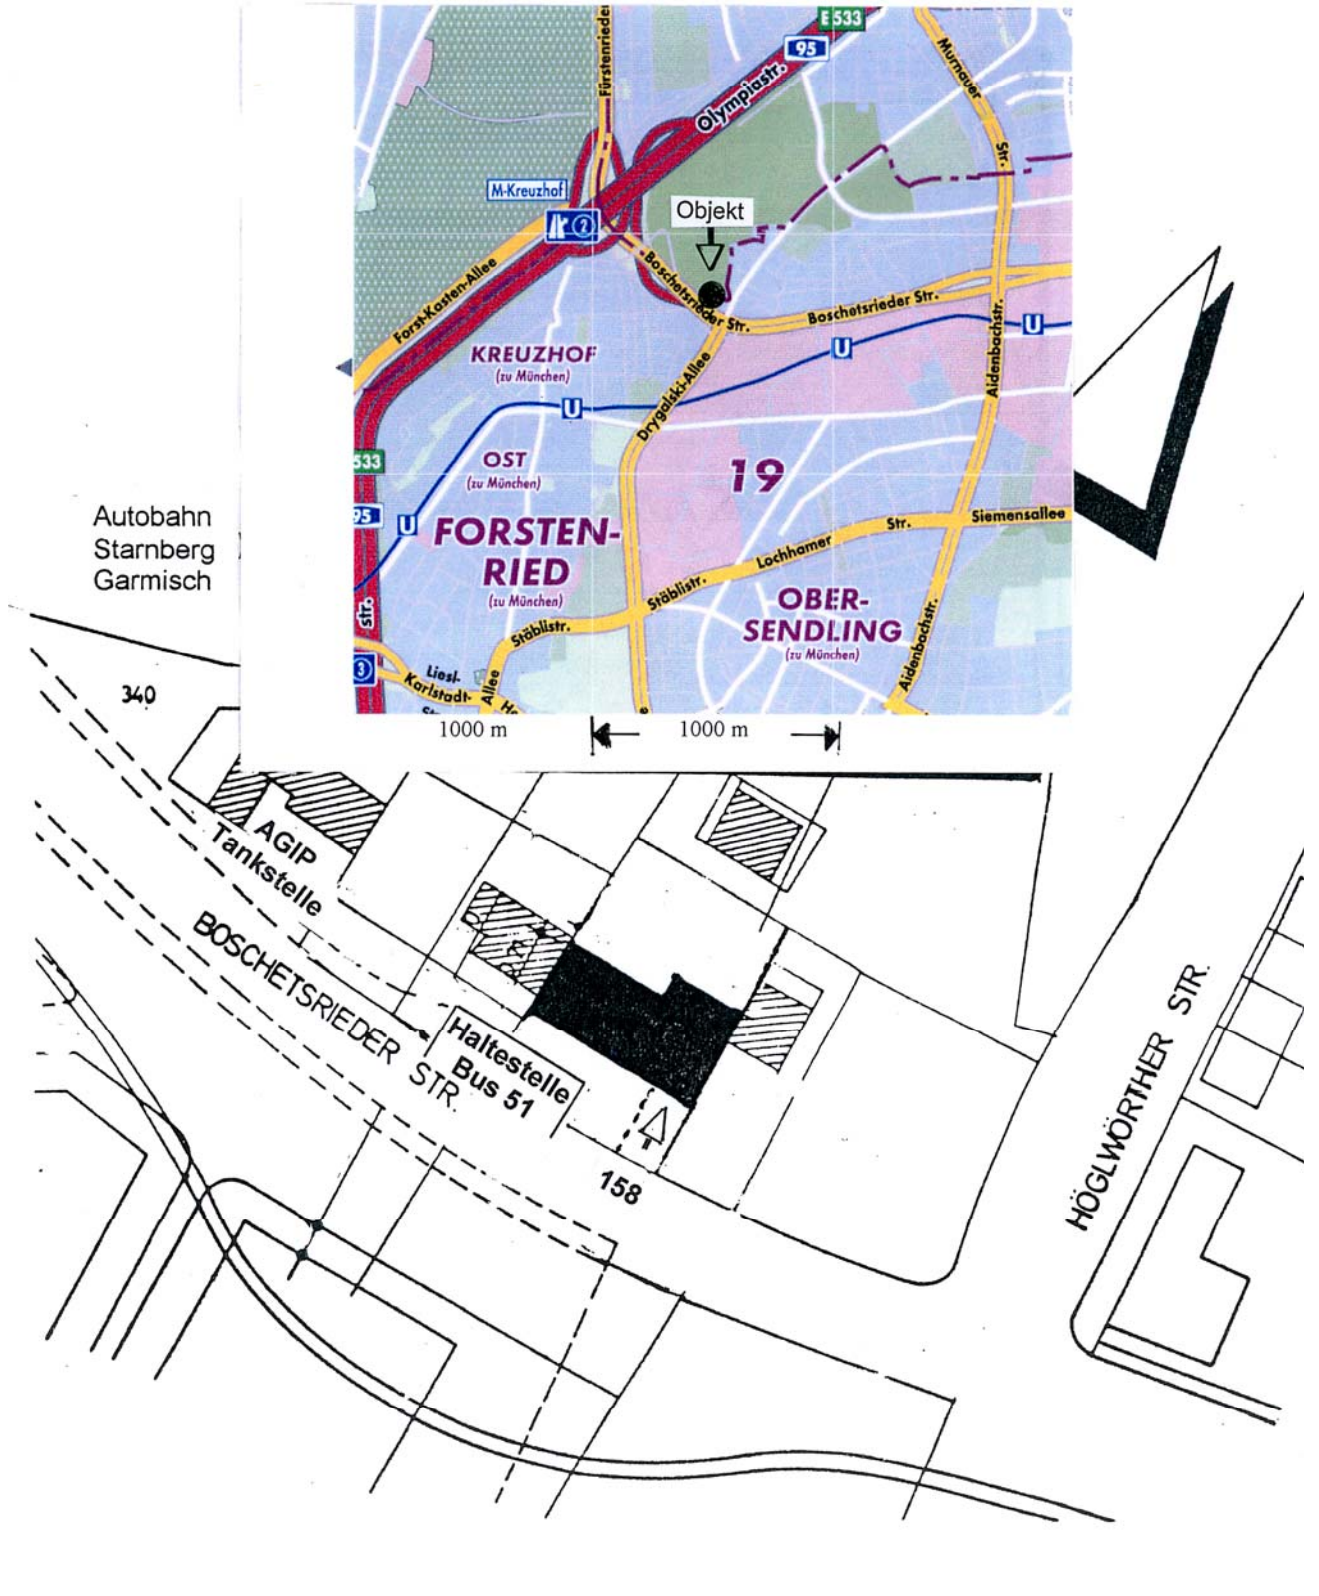 E 533
95
Fürstenrieder
Murnauer
Str.
Olympiastr.
M-Kreuzhof
2
Objekt
Forst-Kasten-Allee
Boschetsrieder Str.
Boschetsrieder Str.
U
U
Aidenbachstr.
KREUZHOF
(zu München)
Drygalski-Allee
U
533
OST
(zu München)
19
95
U
Siemensallee
Str.
Lochhamer
FORSTEN-
RIED
(zu München)
Stäblistr.
OBER-
SENDLING
(zu München)
Aidenbachstr.
str.
Stäblistr.
3
Liesl-
Karlstadt-
Allee
1000 m
1000 m
Autobahn
Starnberg
Garmisch
340
AGIP
Tankstelle
BOSCHETSRIEDER STR.
Haltestelle
Bus 51
158
HÖGLWÖRTHER STR.